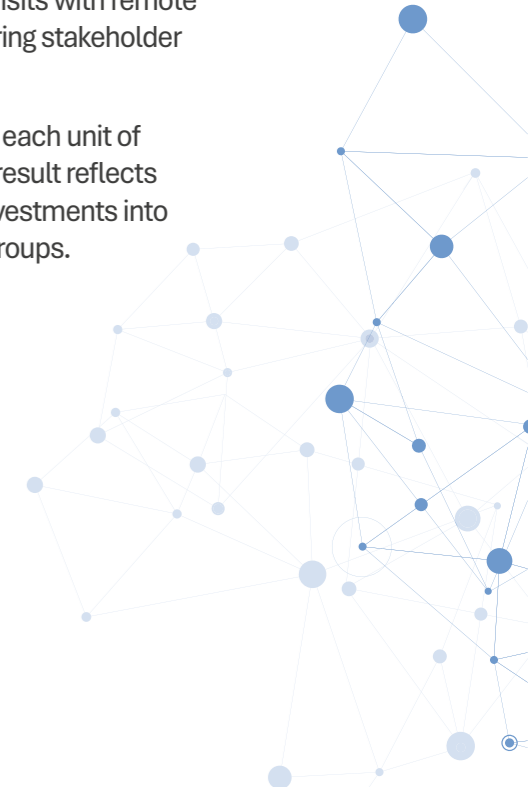 isits with remote
ring stakeholder
each unit of
result reflects
vestments into
roups.